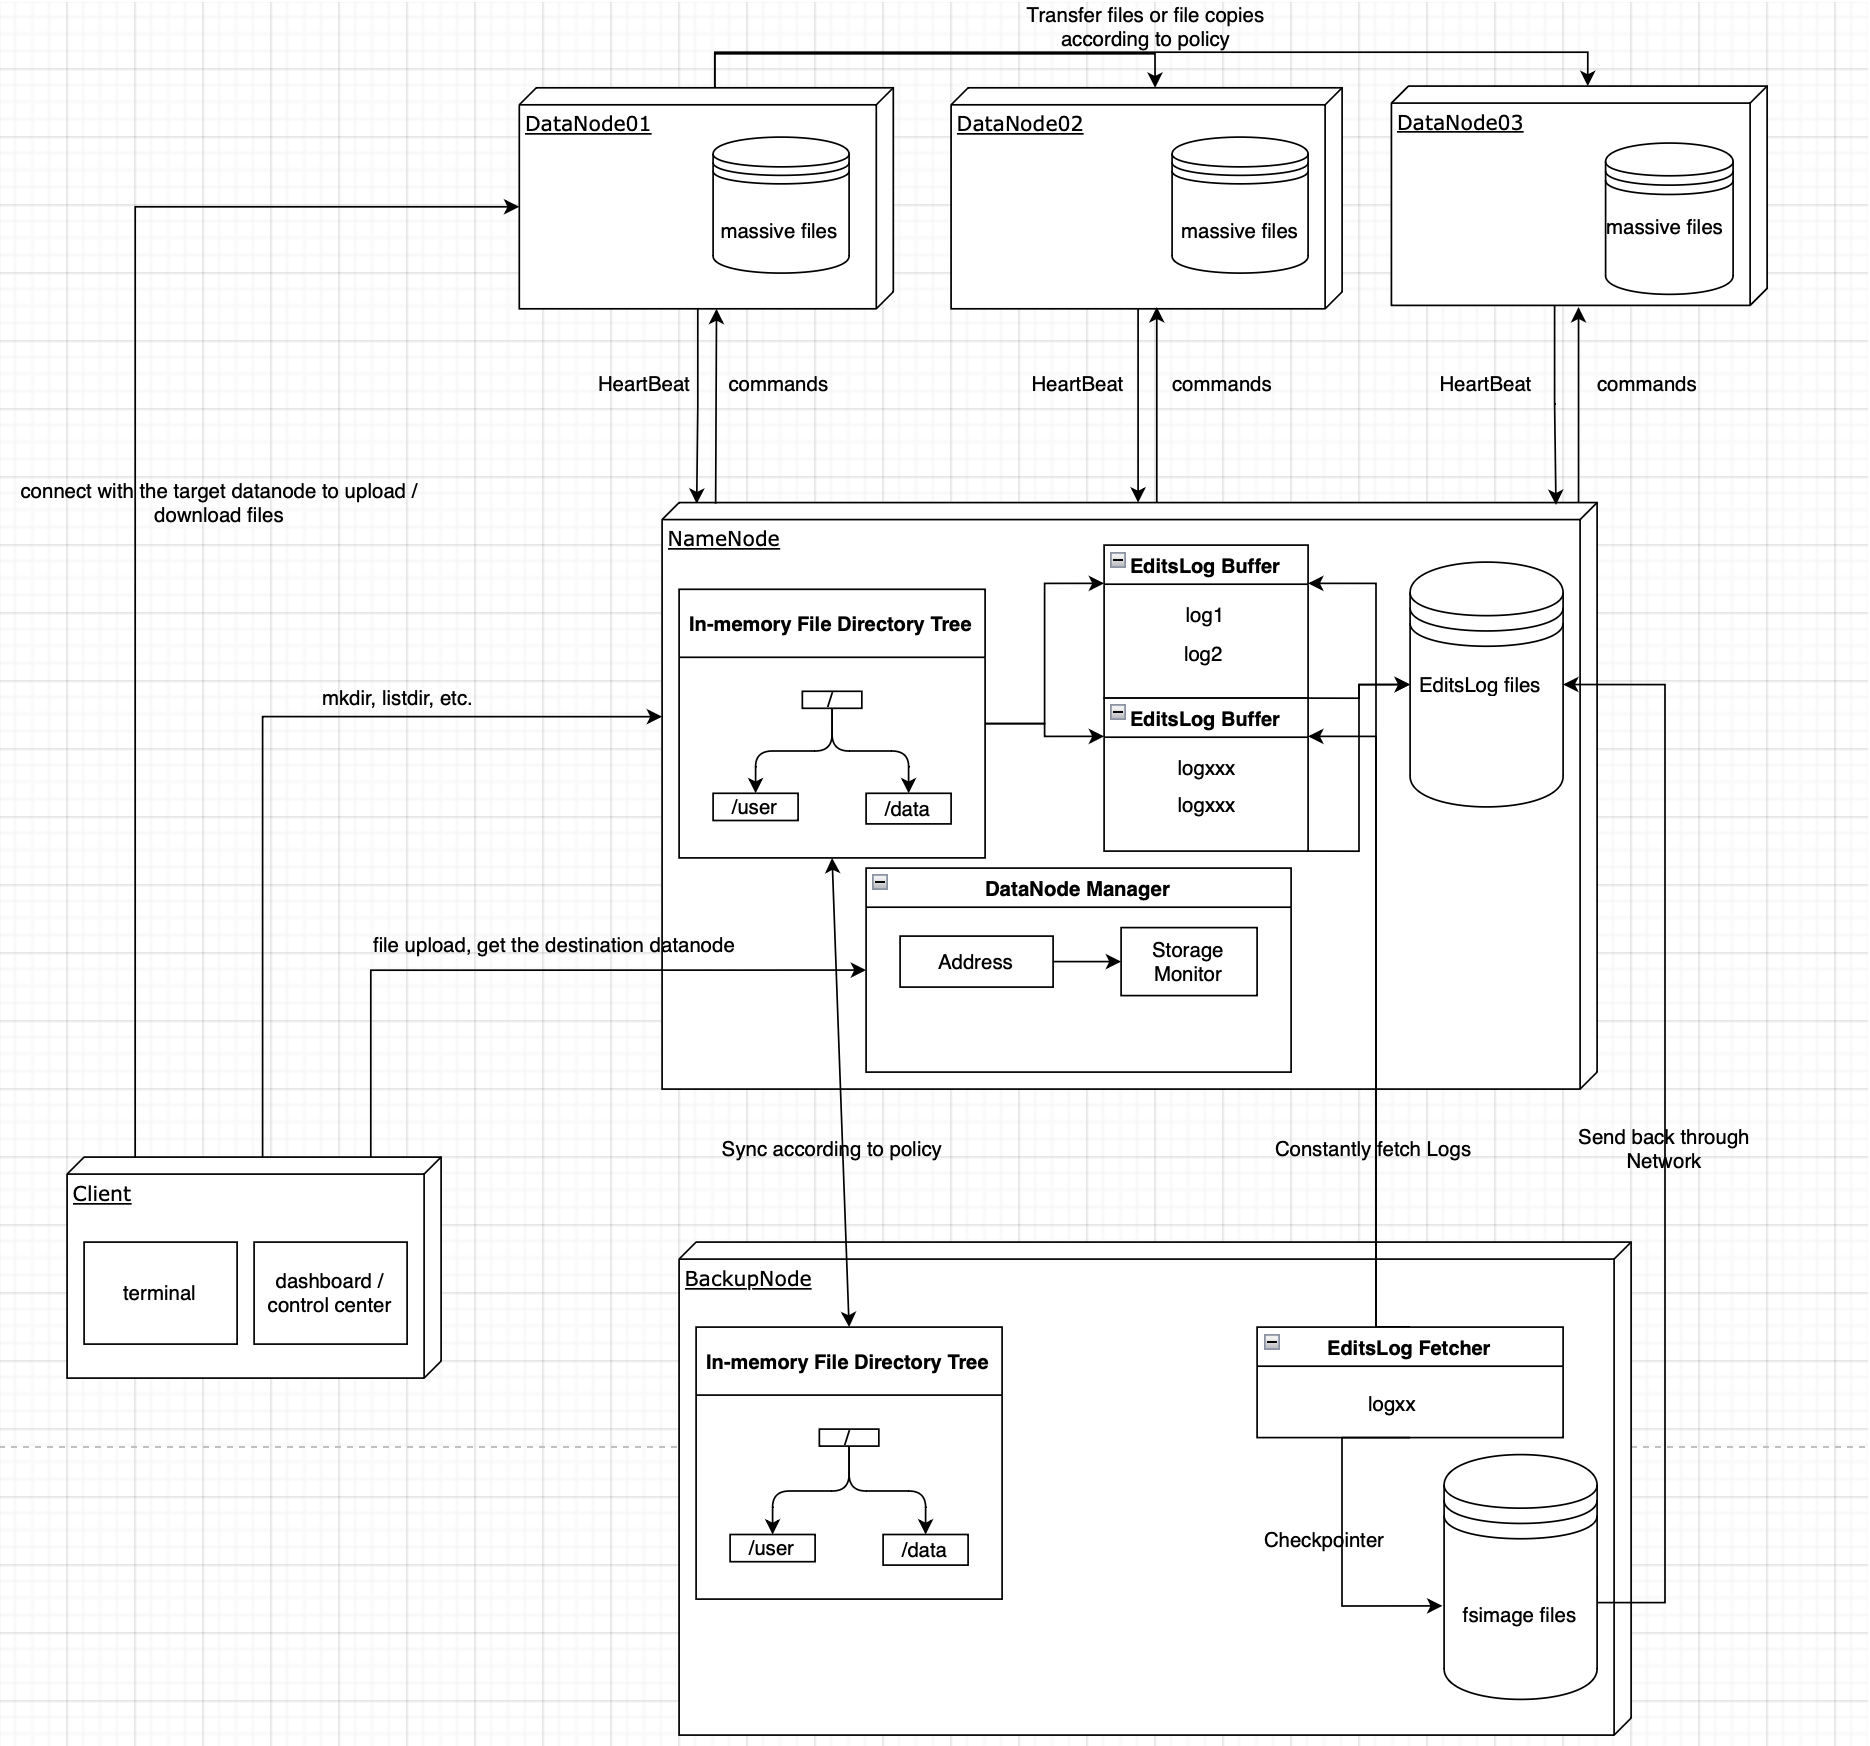 Transfer files or file copies
according to policy
DataNode01
massive files
DataNode02
massive files
DataNode03
massive files
HeartBeat
commands
HeartBeat
commands
HeartBeat
commands
connect with the target datanode to upload /
download files
NameNode
In-memory File Directory Tree
/
/user
/data
EditsLog Buffer
log1
log2
EditsLog Buffer
logxxx
logxxx
EditsLog files
mkdir, listdir, etc.
DataNode Manager
Address
Storage
Monitor
file upload, get the destination datanode
Sync according to policy
Constantly fetch Logs
Send back through
Network
Client
terminal
dashboard /
control center
BackupNode
In-memory File Directory Tree
/
/user
/data
EditsLog Fetcher
logxx
Checkpointer
fsimage files